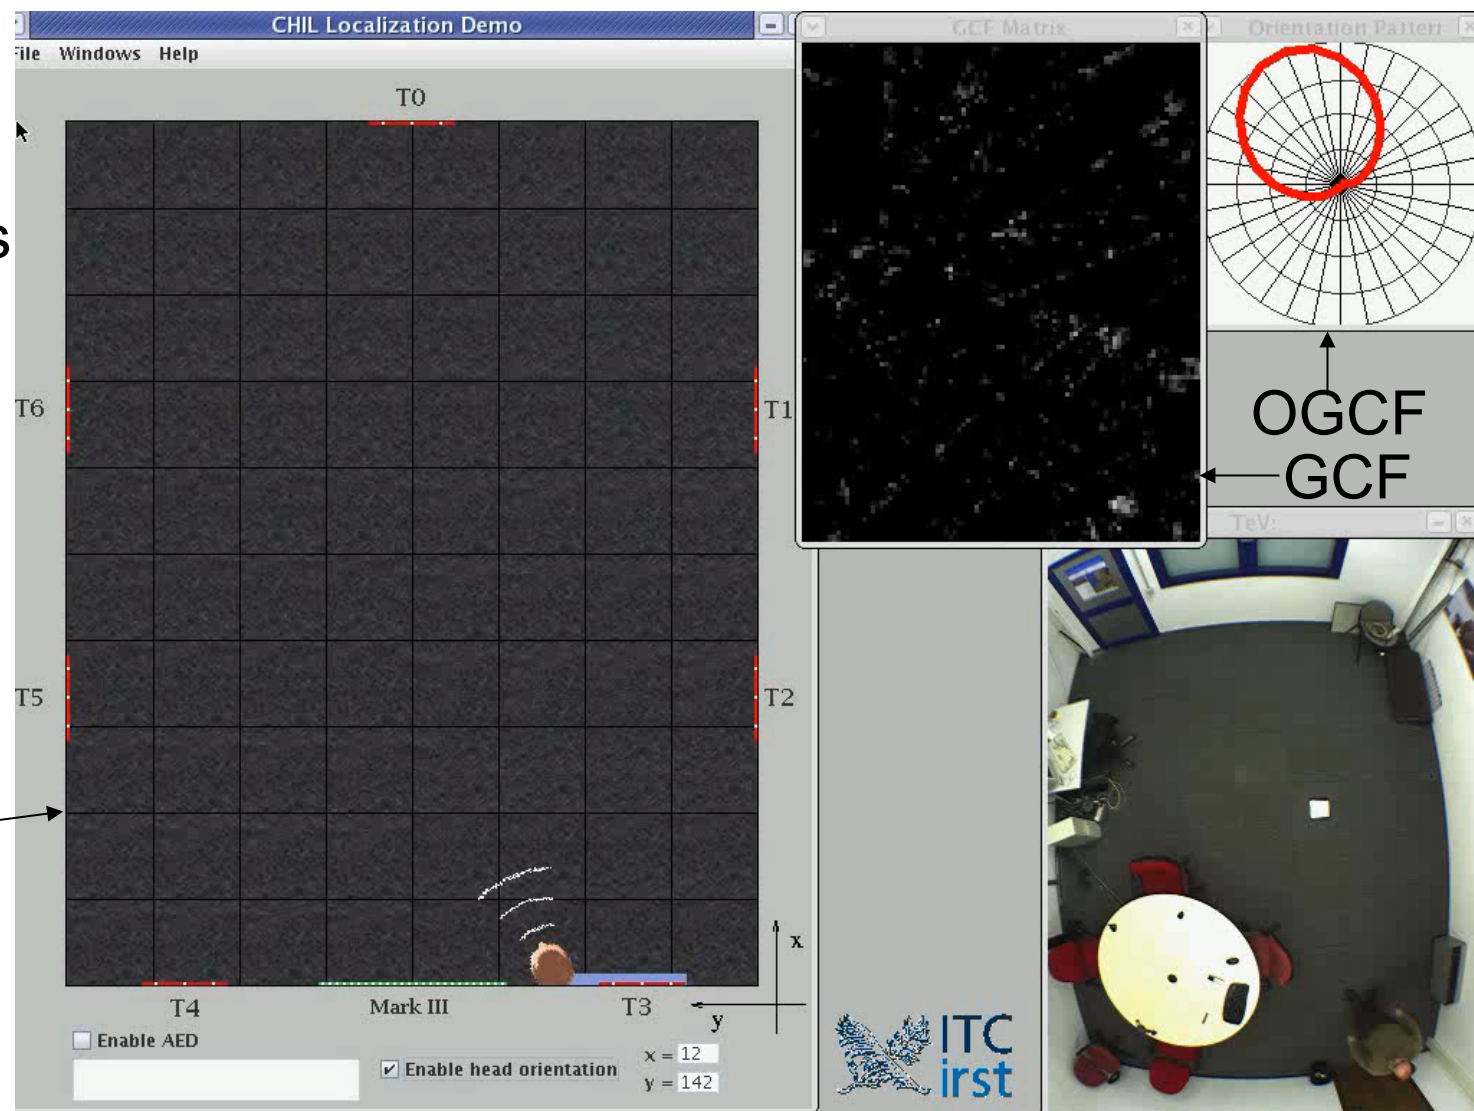 CHIL Localization Demo
GCF Matrix
Orientation Patterr
File Windows Help
T0
s
T6
T1
OGCF
GCF
TeV:
T5
T2
x
T4
Mark III
T3
y
Enable AED
Enable head orientation
x = 12
y = 142
ITC
irst